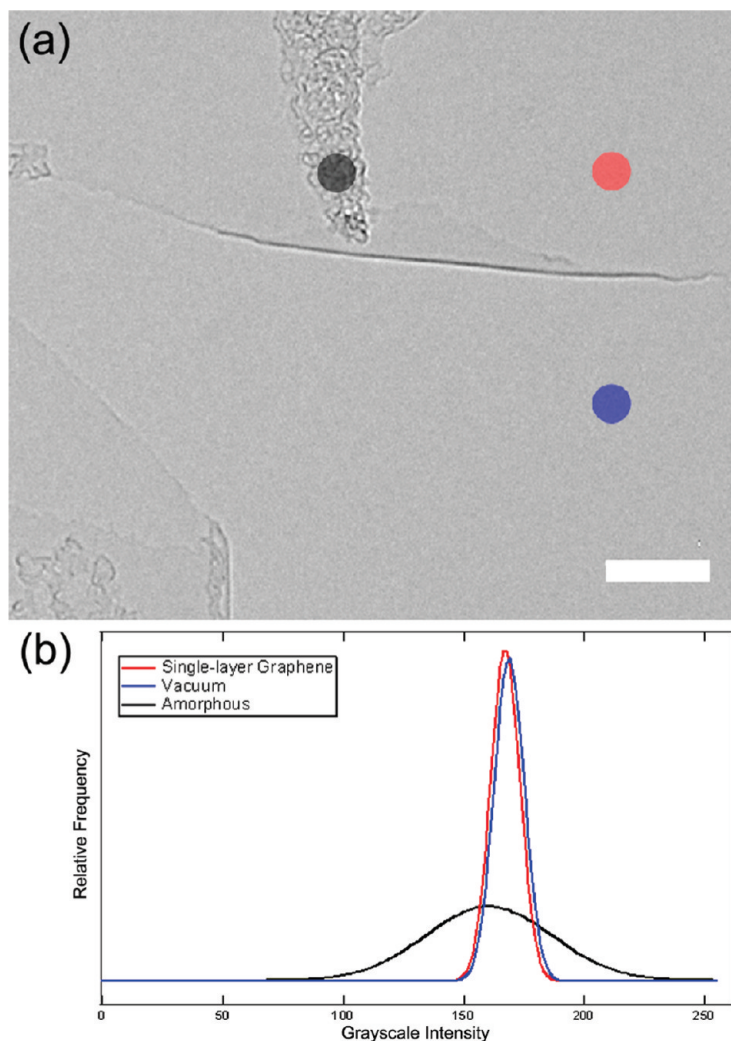 (a)
(b)
Single-layer Graphene
Vacuum
Amorphous
Relative Frequency
0 50 100 150 200 250
Grayscale Intensity